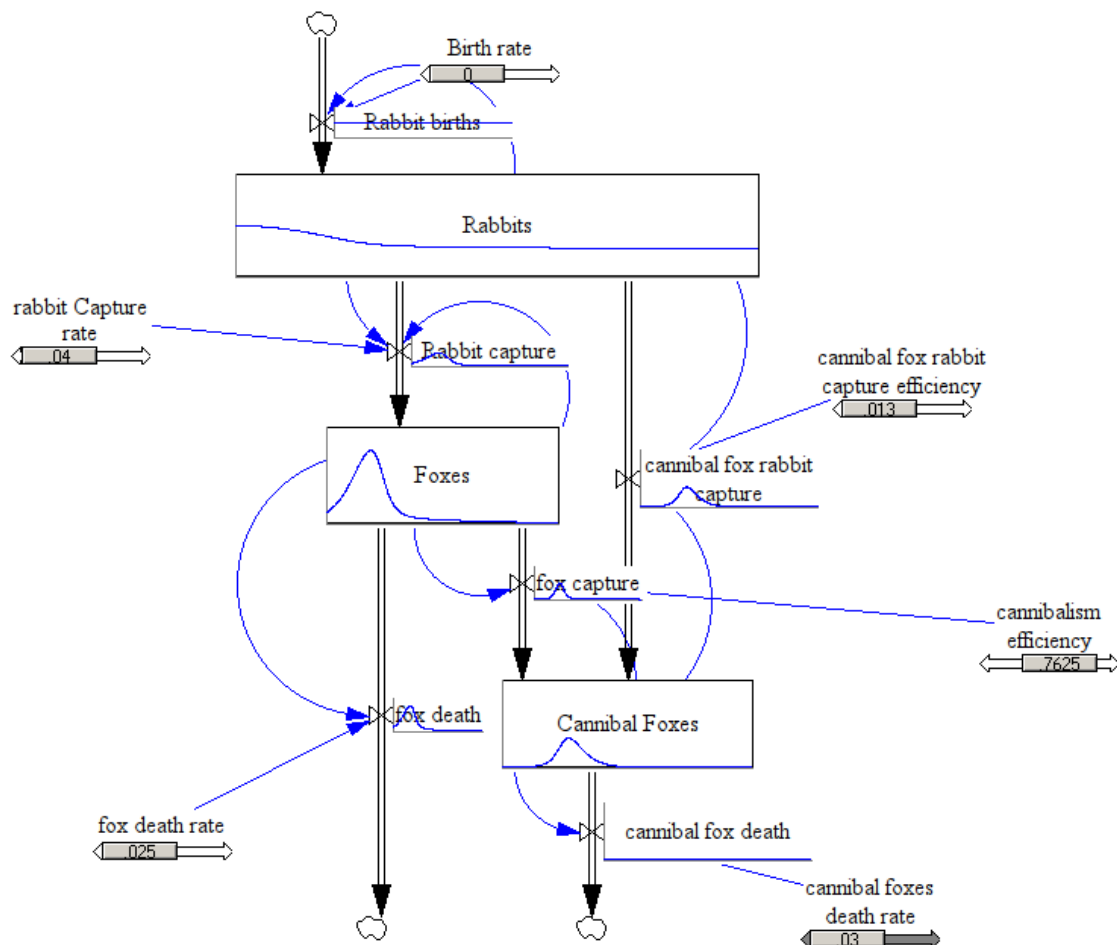 Birth rate
0
Rabbit births
Rabbits
rabbit Capture
rate
.04
Rabbit capture
cannibal fox rabbit
capture efficiency
.013
Foxes
cannibal fox rabbit
capture
fox capture
cannibalism
efficiency
.7625
fox death
Cannibal Foxes
fox death rate
.025
cannibal fox death
cannibal foxes
death rate
.03